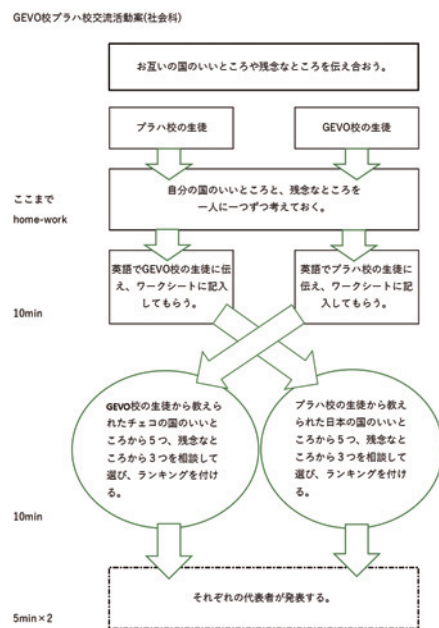 GEVO校プラハ校交流活動案(社会科)
お互いの国のいいところや残念なところを伝え合おう。
プラハ校の生徒
GEVO校の生徒
ここまで
home-work
自分の国のいいところと、残念なところを
一人に一つずつ考えておく。
英語でGEVO校の生徒に伝
え、ワークシートに記入
してもらう。
英語でプラハ校の生徒に
伝え、ワークシートに記
入してもらう。
10min
GEVO校の生徒から教えら
れたチェコの国のいいと
ころから５つ、残念なと
ころから３つを相談して
選び、ランキングを付け
る。
プラハ校の生徒から教え
られた日本の国のいいと
ころから５つ、残念なと
ころから３つを相談して
選び、ランキングを付け
る。
10min
それぞれの代表者が発表する。
5min×2